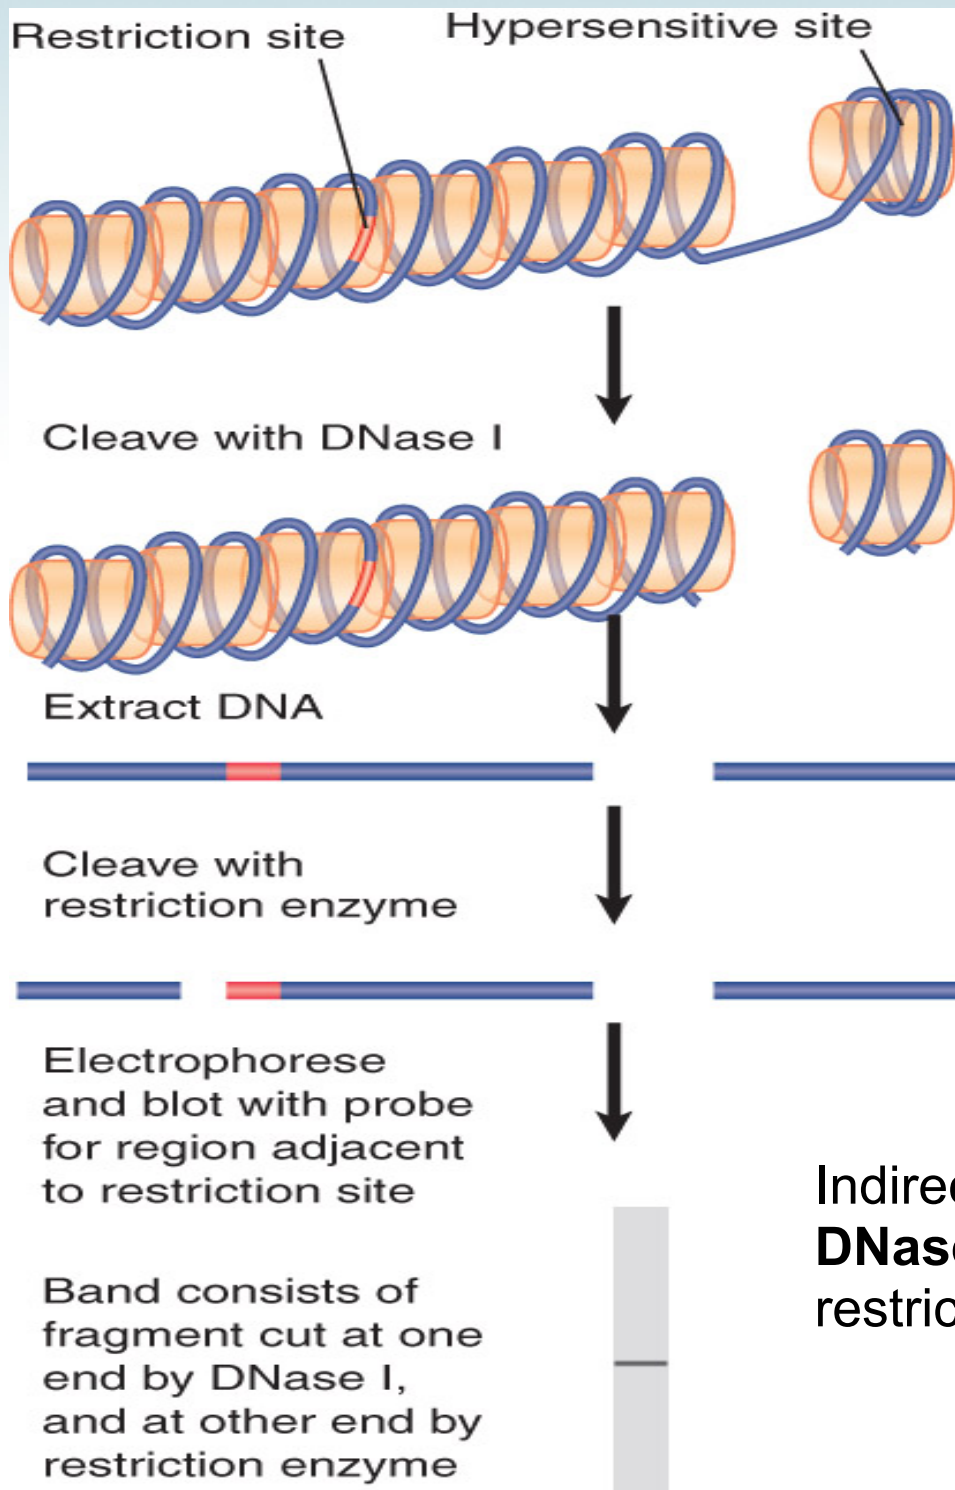 Restriction site
Hypersensitive site
Cleave with DNase I
Extract DNA
Cleave with
restriction enzyme
Electrophorese
and blot with probe
for region adjacent
to restriction site
Band consists of
fragment cut at one
end by DNase I,
and at other end by
restriction enzyme